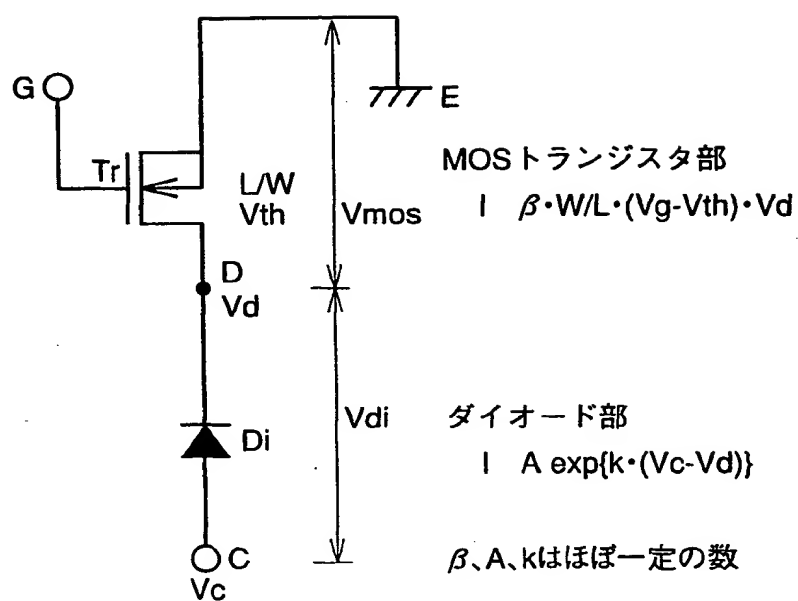 G
E
Tr
L/W
Vth
Vmos
MOSトランジスタ部
I β・W/L・(Vg-Vth)・Vd
D
Vd
Vdi
Di
ダイオード部
I A exp{k・(Vc-Vd)}
C
Vc
β、A、kはほぼ一定の数